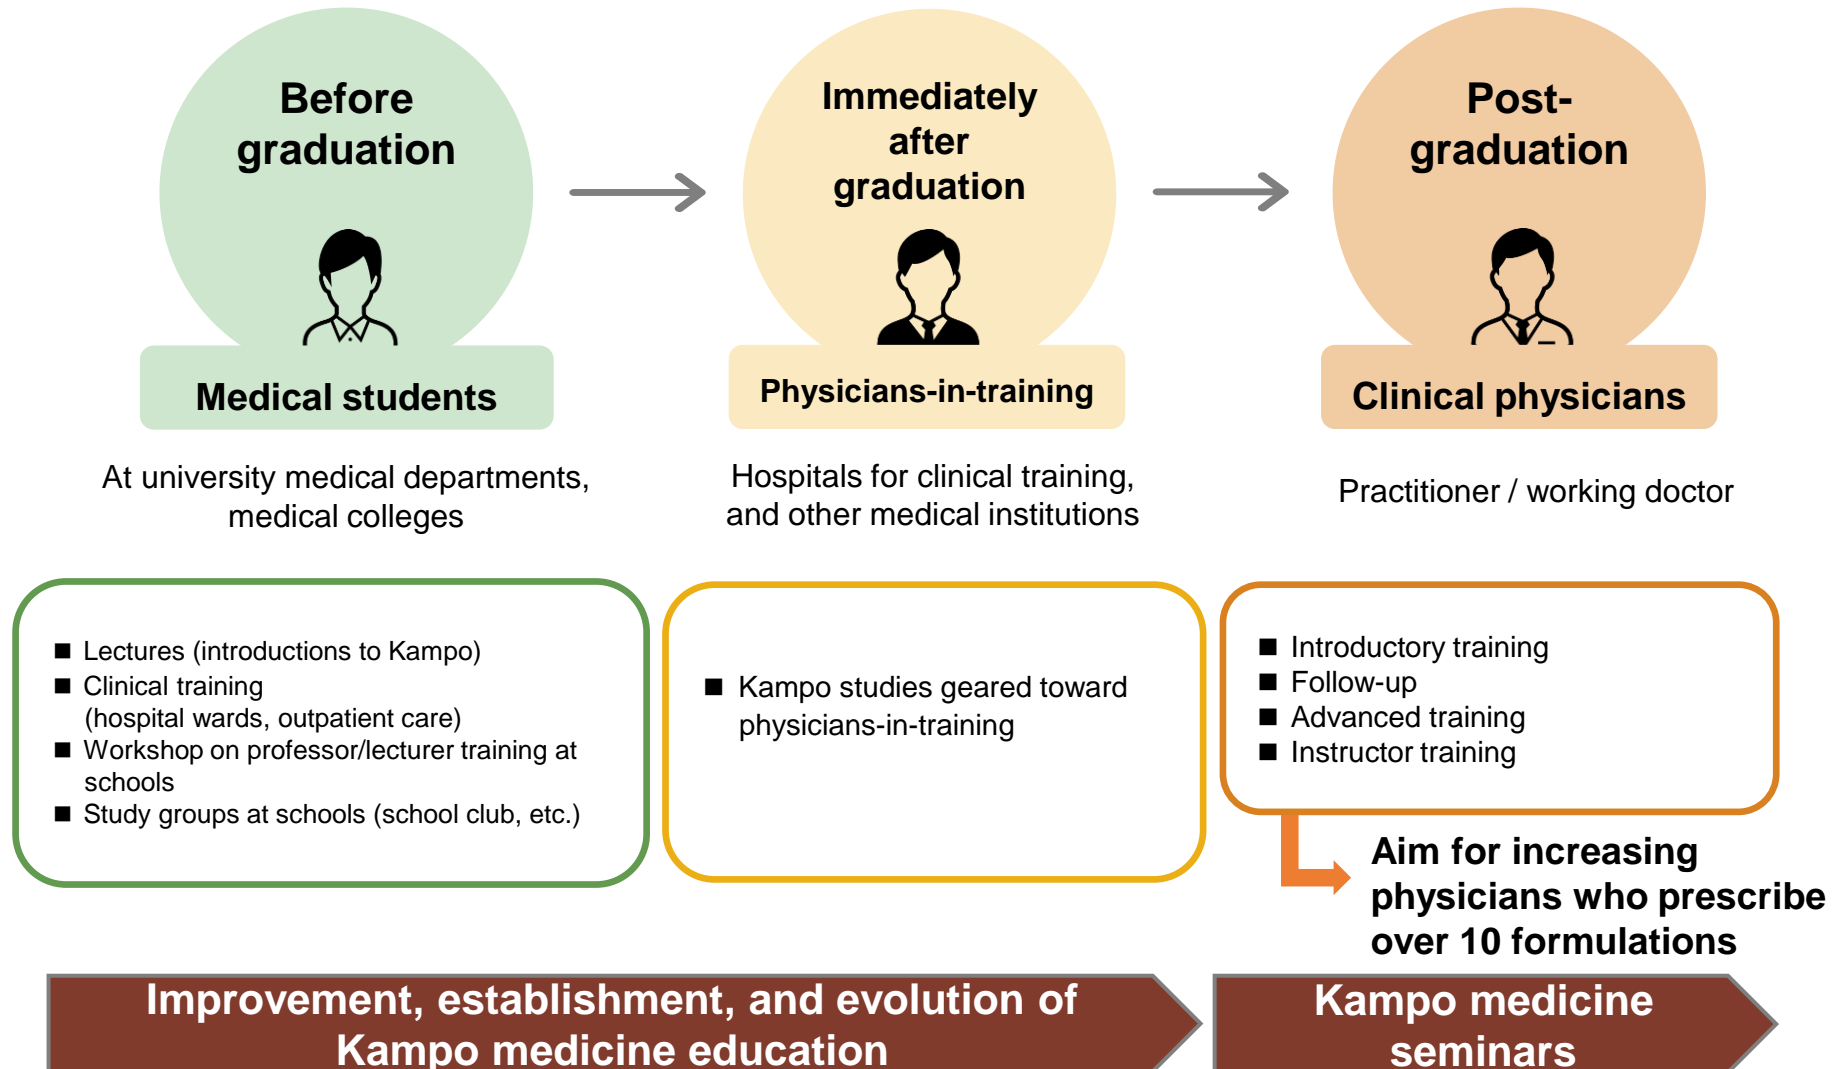 Before
graduation
Medical students
At university medical departments,
medical colleges
■ Lectures (introductions to Kampo)
■ Clinical training
(hospital wards, outpatient care)
■ Workshop on professor/lecturer training at
schools
■ Study groups at schools (school club, etc.)
Immediately
after
graduation
Physicians-in-training
Hospitals for clinical training,
and other medical institutions
■ Kampo studies geared toward
physicians-in-training
Post-
graduation
Clinical physicians
Practitioner / working doctor
■ Introductory training
■ Follow-up
■ Advanced training
■ Instructor training
Aim for increasing
physicians who prescribe
over 10 formulations
Improvement, establishment, and evolution of
Kampo medicine education
Kampo medicine
seminars